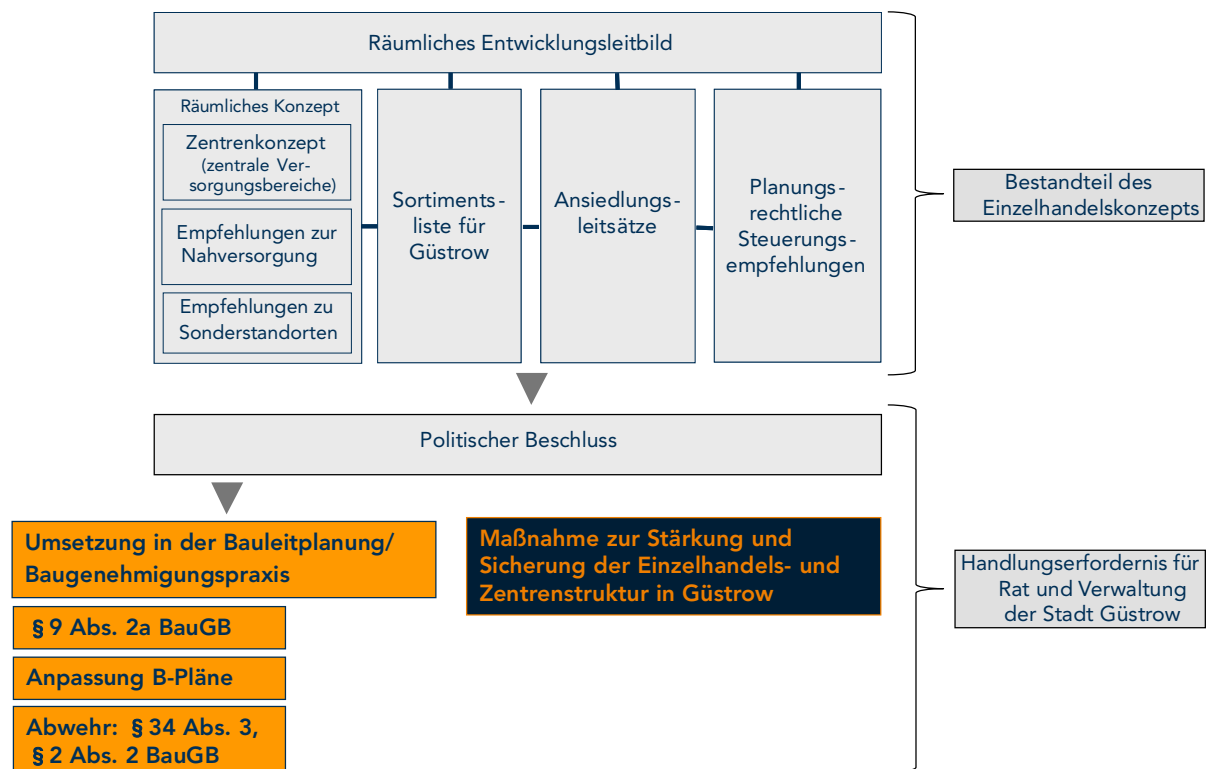 Räumliches Entwicklungsleitbild
Räumliches Konzept
Zentrenkonzept
(zentrale Ver-
sorgungsbereiche)
Empfehlungen zur
Nahversorgung
Empfehlungen zu
Sonderstandorten
Sortiments-
liste für
Güstrow
Ansiedlungs-
leitsätze
Planungs-
rechtliche
Steuerungs-
empfehlungen
Bestandteil des
Einzelhandelskonzepts
Politischer Beschluss
Umsetzung in der Bauleitplanung/
Baugenehmigungspraxis
§ 9 Abs. 2a BauGB
Anpassung B-Pläne
Abwehr: § 34 Abs. 3,
§ 2 Abs. 2 BauGB
Maßnahme zur Stärkung und
Sicherung der Einzelhandels- und
Zentrenstruktur in Güstrow
Handlungserfordernis für
Rat und Verwaltung
der Stadt Güstrow